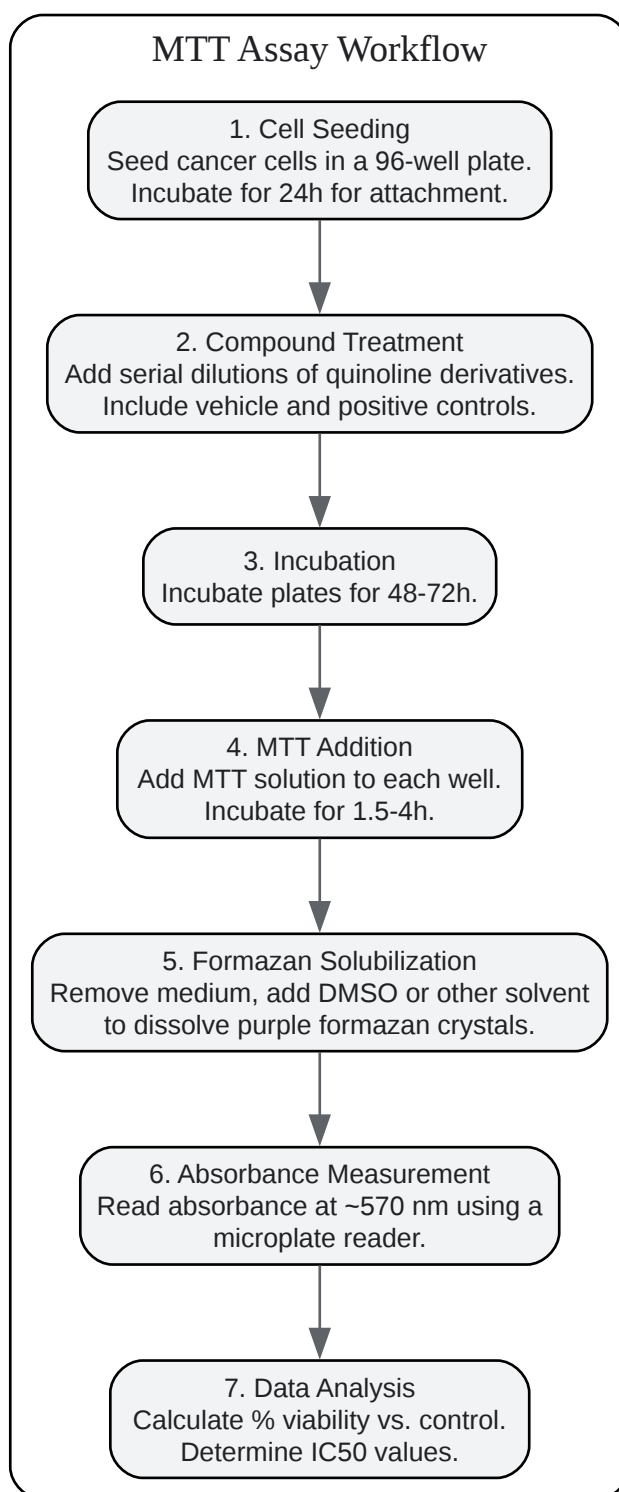 MTT Assay Workflow
1. Cell Seeding
Seed cancer cells in a 96-well plate.
Incubate for 24h for attachment.
2. Compound Treatment
Add serial dilutions of quinoline derivatives.
Include vehicle and positive controls.
3. Incubation
Incubate plates for 48-72h.
4. MTT Addition
Add MTT solution to each well.
Incubate for 1.5-4h.
5. Formazan Solubilization
Remove medium, add DMSO or other solvent
to dissolve purple formazan crystals.
6. Absorbance Measurement
Read absorbance at ~570 nm using a
microplate reader.
7. Data Analysis
Calculate % viability vs. control.
Determine IC50 values.